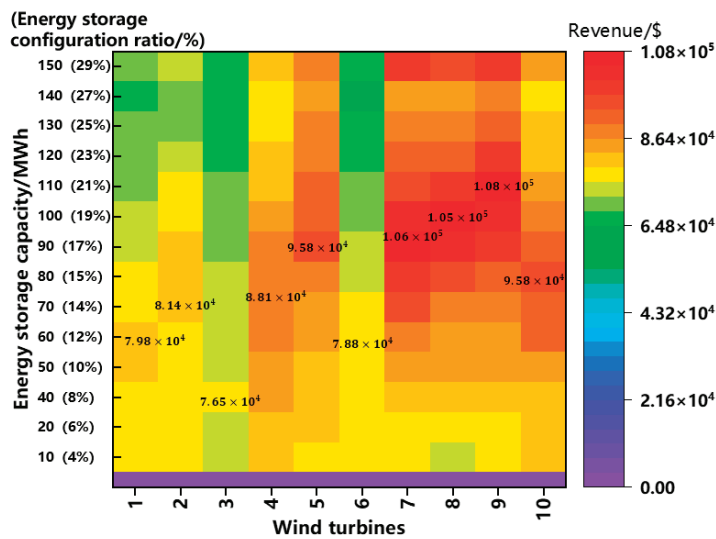 (Energy storage
configuration ratio/%)
Revenue/$
150 (29%)
140 (27%)
130 (25%)
120 (23%)
110 (21%)
100 (19%)
90 (17%)
80 (15%)
70 (14%)
60 (12%)
50 (10%)
40 (8%)
20 (6%)
10 (4%)
Energy storage capacity/MWh
1.08 × 10⁵
1.05 × 10⁵
1.06 × 10⁵
9.58 × 10⁴
9.58 × 10⁴
8.81 × 10⁴
8.14 × 10⁴
7.98 × 10⁴
7.88 × 10⁴
7.65 × 10⁴
1 2 3 4 5 6 7 8 9 10
Wind turbines
1.08×10⁵
8.64×10⁴
6.48×10⁴
4.32×10⁴
2.16×10⁴
0.00